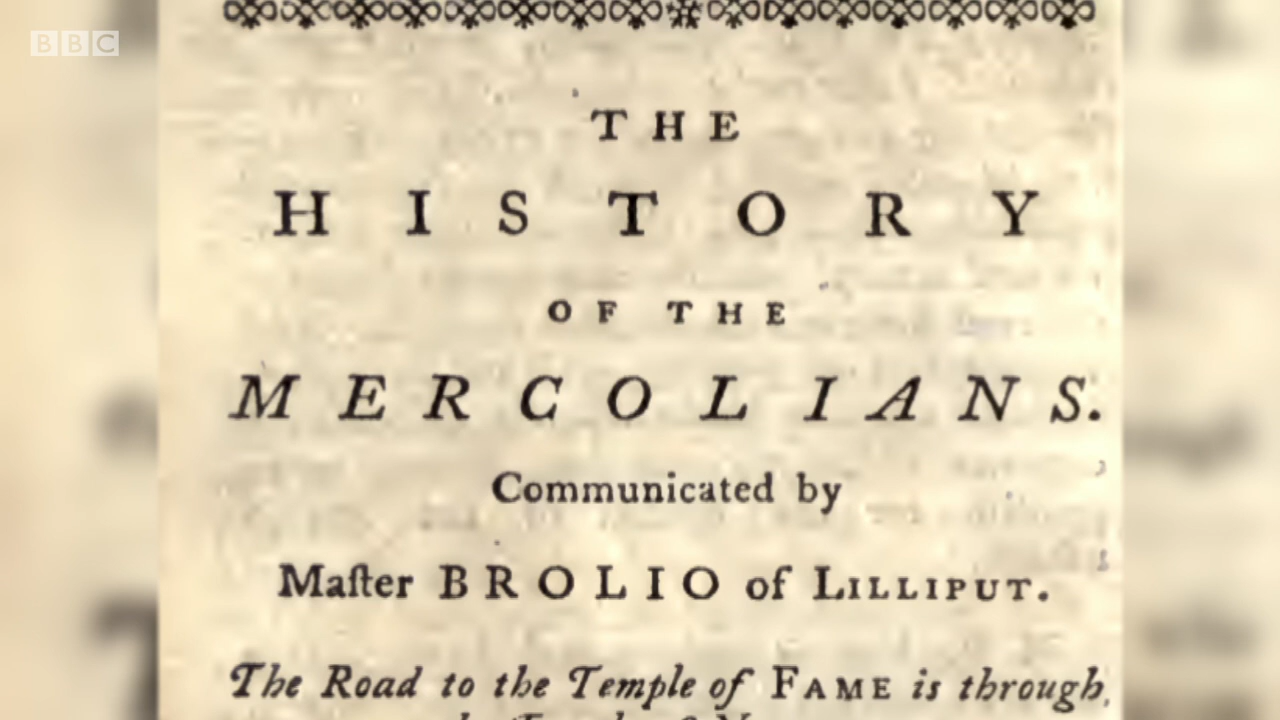 BBC
THE
HISTORY
OF THE
MERCOLIANS.
Communicated by
Maſter BROLIO of LILLIPUT.
The Road to the Temple of FAME is through,